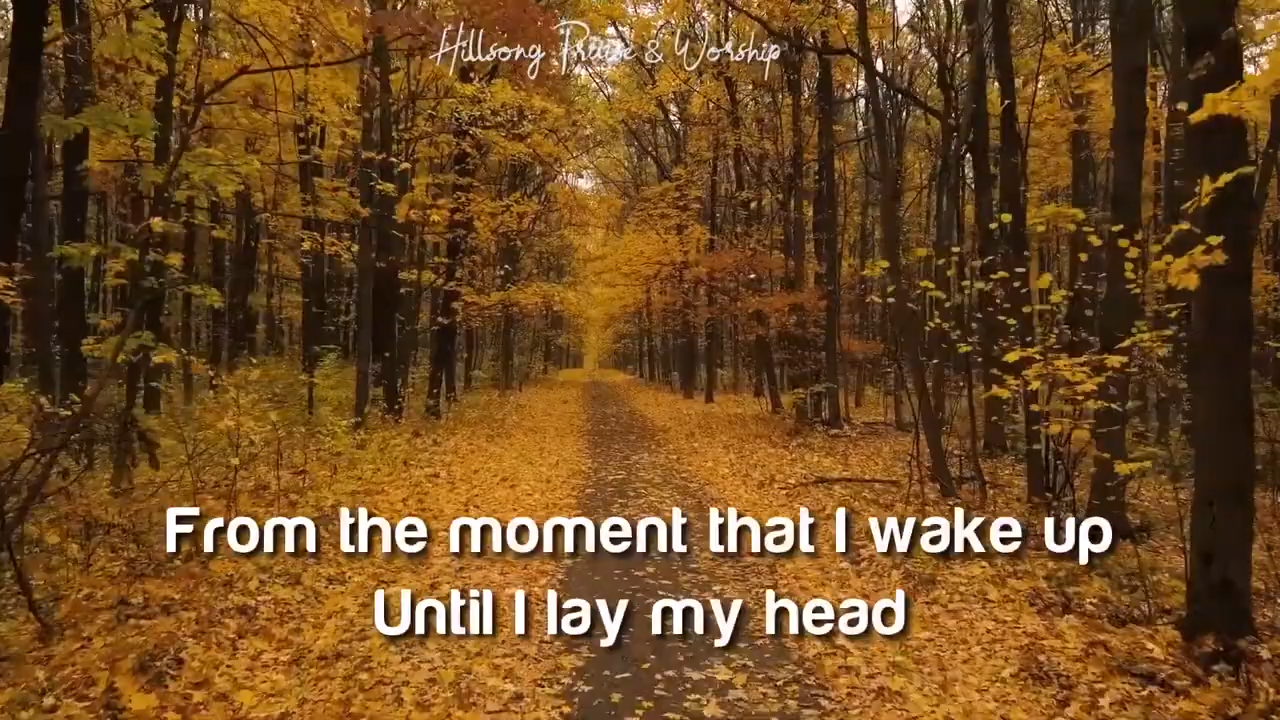 Hillsong Praise & Worship
From the moment that I wake up
Until I lay my head